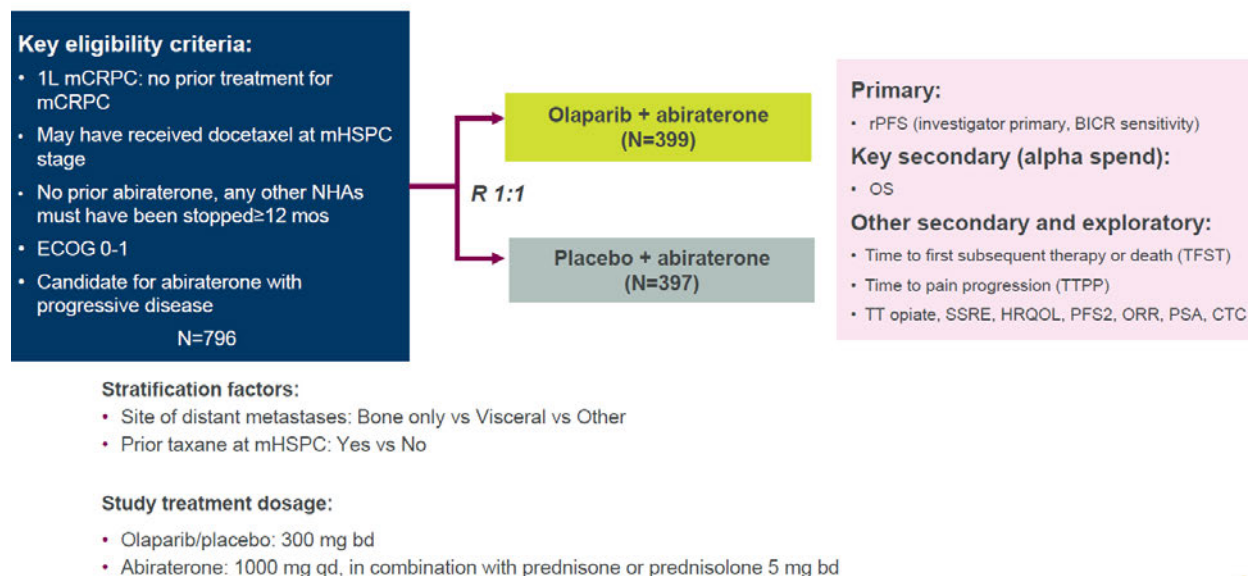 Key eligibility criteria:
• 1L mCRPC: no prior treatment for
mCRPC
• May have received docetaxel at mHSPC
stage
• No prior abiraterone, any other NHAs
must have been stopped≥12 mos
• ECOG 0-1
• Candidate for abiraterone with
progressive disease
N=796
R 1:1
Olaparib + abiraterone
(N=399)
Placebo + abiraterone
(N=397)
Primary:
• rPFS (investigator primary, BICR sensitivity)
Key secondary (alpha spend):
• OS
Other secondary and exploratory:
• Time to first subsequent therapy or death (TFST)
• Time to pain progression (TTPP)
• TT opiate, SSRE, HRQOL, PFS2, ORR, PSA, CTC
Stratification factors:
• Site of distant metastases: Bone only vs Visceral vs Other
• Prior taxane at mHSPC: Yes vs No
Study treatment dosage:
• Olaparib/placebo: 300 mg bd
• Abiraterone: 1000 mg qd, in combination with prednisone or prednisolone 5 mg bd